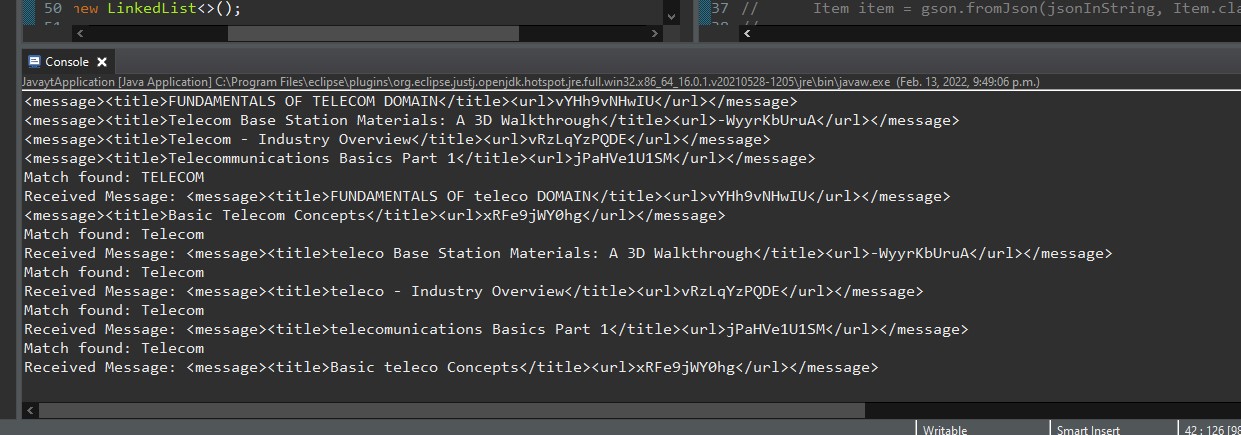 50 new LinkedList<>();
37 // Item item = gson.fromJson(jsonInString, Item.cla
Console
JavaytApplication [Java Application] C:\Program Files\eclipse\plugins\org.eclipse.justj.openjdk.hotspot.jre.full.win32.x86_64_16.0.1.v20210528-1205\jre\bin\javaw.exe (Feb. 13, 2022, 9:49:06 p.m.)
<message><title>FUNDAMENTALS OF TELECOM DOMAIN</title><url>vYHh9vNHwIU</url></message>
<message><title>Telecom Base Station Materials: A 3D Walkthrough</title><url>-WyyrKbUruA</url></message>
<message><title>Telecom - Industry Overview</title><url>vRzLqYzPQDE</url></message>
<message><title>Telecommunications Basics Part 1</title><url>jPaHVe1U1SM</url></message>
Match found: TELECOM
Received Message: <message><title>FUNDAMENTALS OF teleco DOMAIN</title><url>vYHh9vNHwIU</url></message>
<message><title>Basic Telecom Concepts</title><url>xRFe9jWY0hg</url></message>
Match found: Telecom
Received Message: <message><title>teleco Base Station Materials: A 3D Walkthrough</title><url>-WyyrKbUruA</url></message>
Match found: Telecom
Received Message: <message><title>teleco - Industry Overview</title><url>vRzLqYzPQDE</url></message>
Match found: Telecom
Received Message: <message><title>telecomunications Basics Part 1</title><url>jPaHVe1U1SM</url></message>
Match found: Telecom
Received Message: <message><title>Basic teleco Concepts</title><url>xRFe9jWY0hg</url></message>
Writable Smart Insert 42 : 126 [98